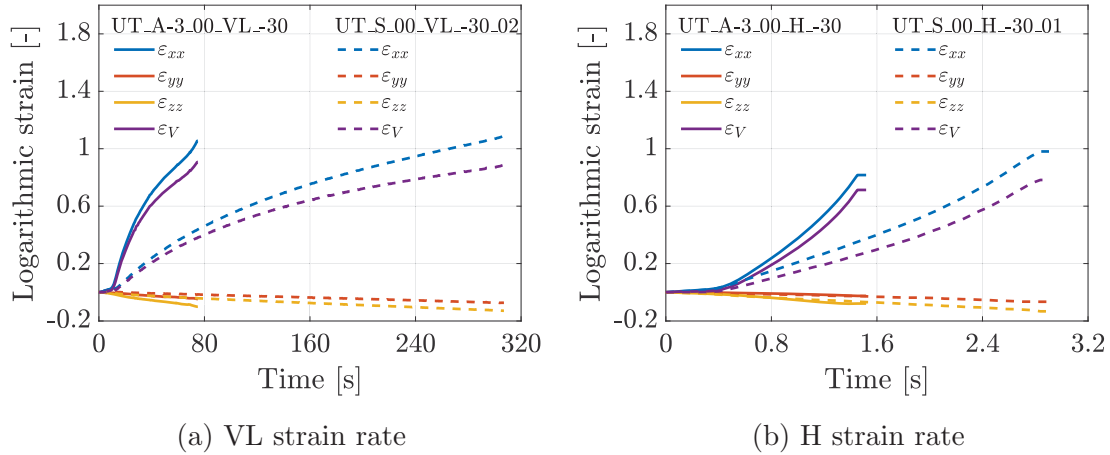 UT_A-3_00_VL_-30 UT_S_00_VL_-30_02
ε_xx ε_xx
ε_yy ε_yy
ε_zz ε_zz
ε_V ε_V
Logarithmic strain [-]
1.8
1.4
1
0.6
0.2
-0.2
0 80 160 240 320
Time [s]
(a) VL strain rate
UT_A-3_00_H_-30 UT_S_00_H_-30_01
ε_xx ε_xx
ε_yy ε_yy
ε_zz ε_zz
ε_V ε_V
Logarithmic strain [-]
1.8
1.4
1
0.6
0.2
-0.2
0 0.8 1.6 2.4 3.2
Time [s]
(b) H strain rate